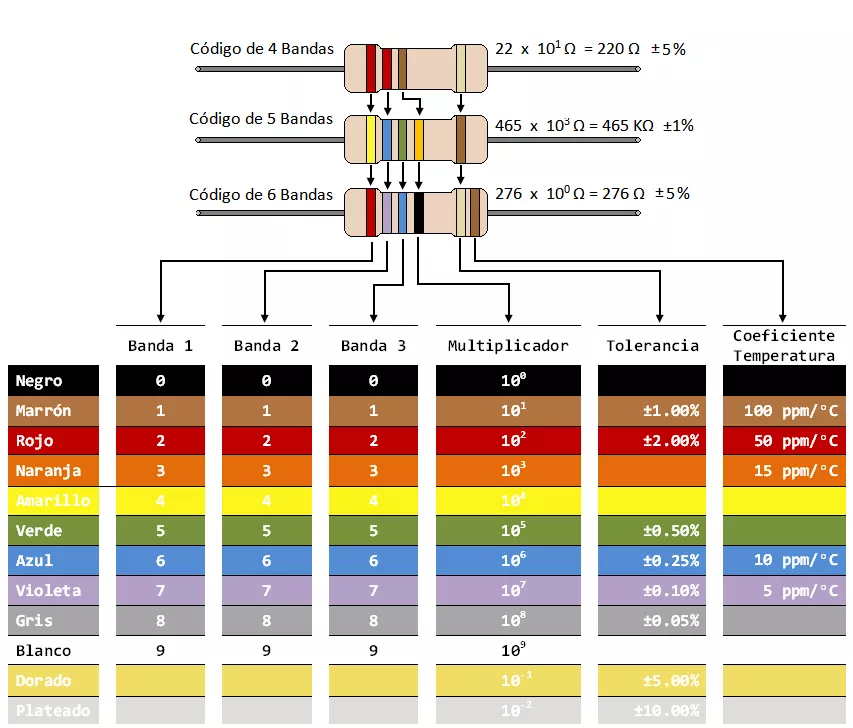 Código de 4 Bandas 22 x 10¹ Ω = 220 Ω ±5%
Código de 5 Bandas 465 x 10³ Ω = 465 KΩ ±1%
Código de 6 Bandas 276 x 10⁰ Ω = 276 Ω ±5%
Banda 1 Banda 2 Banda 3 Multiplicador Tolerancia Coeficiente Temperatura
Negro 0 0 0 10⁰
Marrón 1 1 1 10¹ ±1.00% 100 ppm/°C
Rojo 2 2 2 10² ±2.00% 50 ppm/°C
Naranja 3 3 3 10³ 15 ppm/°C
Amarillo 4 4 4 10⁴
Verde 5 5 5 10⁵ ±0.50%
Azul 6 6 6 10⁶ ±0.25% 10 ppm/°C
Violeta 7 7 7 10⁷ ±0.10% 5 ppm/°C
Gris 8 8 8 10⁸ ±0.05%
Blanco 9 9 9 10⁹
Dorado 10⁻¹ ±5.00%
Plateado 10⁻² ±10.00%